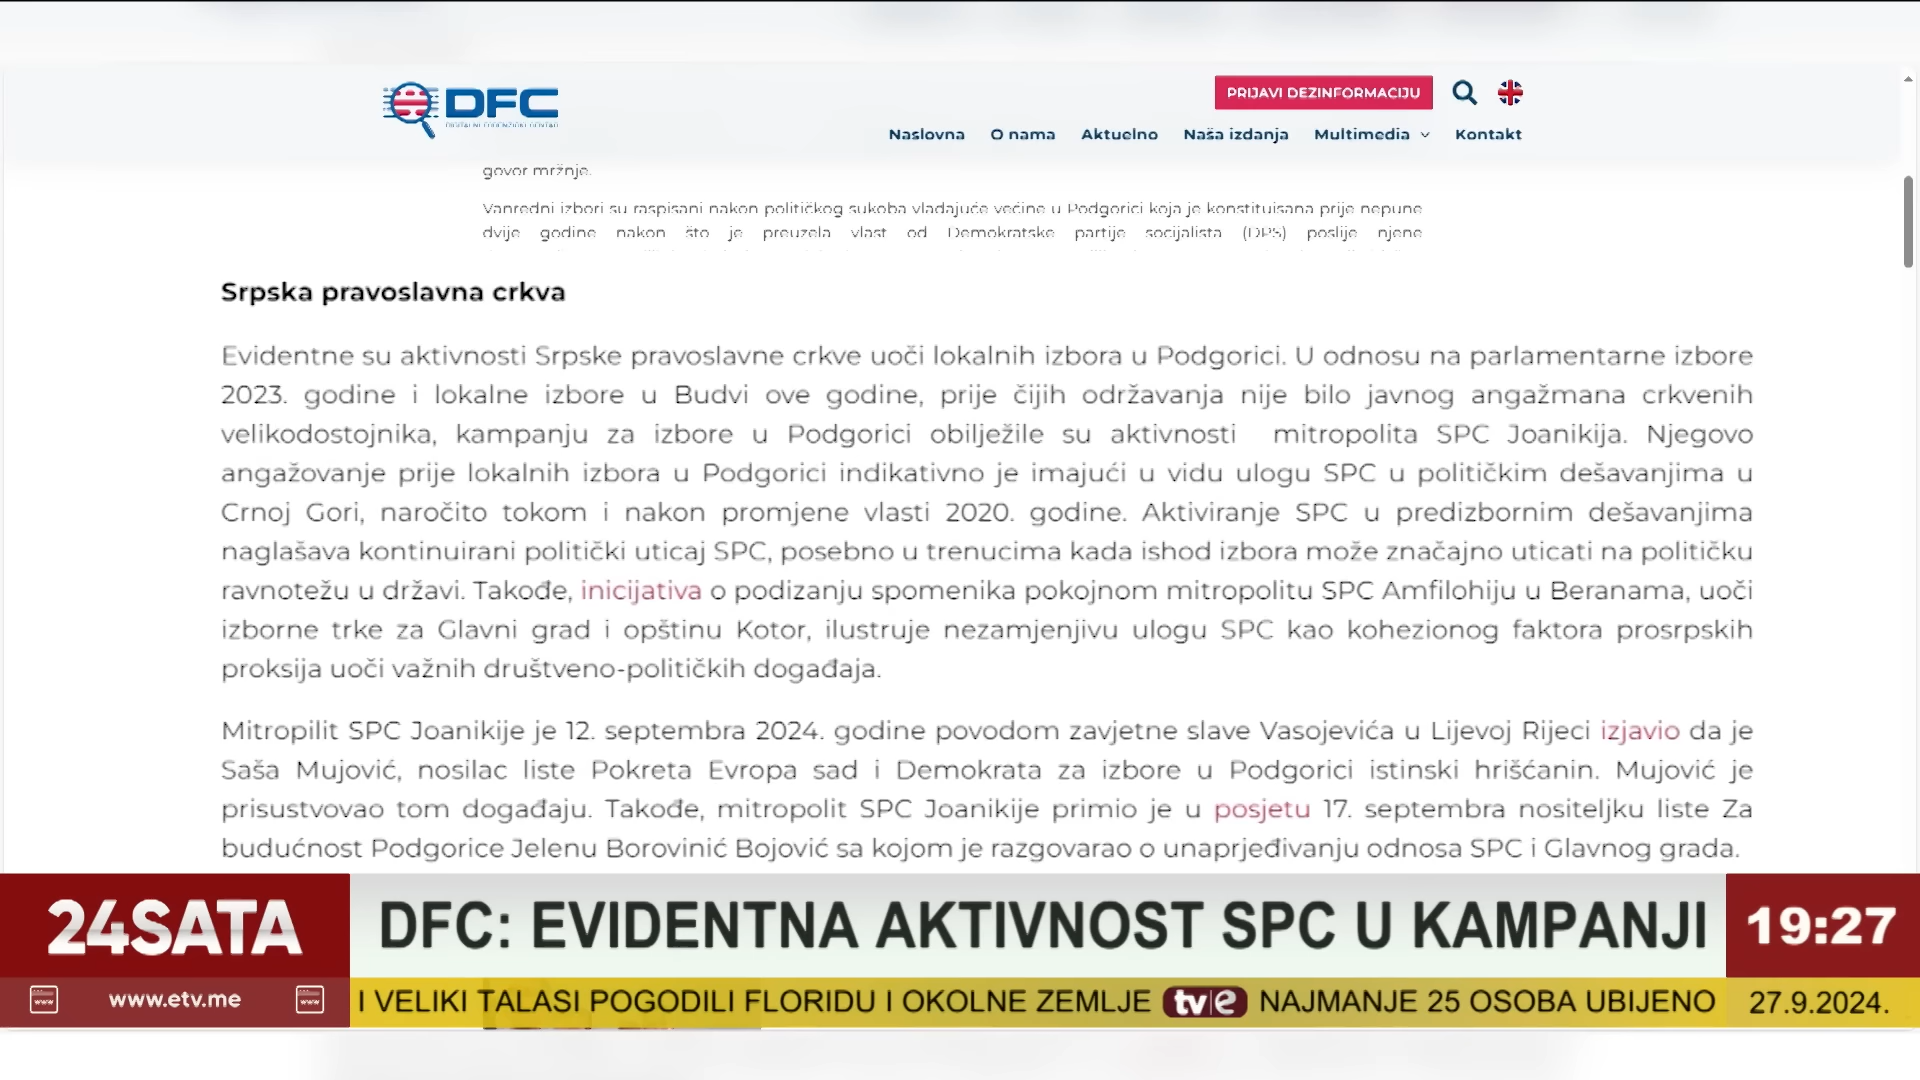 DFC
DIGITALNI FORENZIČKI CENTAR
PRIJAVI DEZINFORMACIJU
Naslovna O nama Aktuelno Naša izdanja Multimedia Kontakt
govor mržnje.
Vanredni izbori su raspisani nakon političkog sukoba vladajuće većine u Podgorici koja je konstituisana prije nepune
dvije godine nakon što je preuzela vlast od Demokratske partije socijalista (DPS) poslije njene
Srpska pravoslavna crkva
Evidentne su aktivnosti Srpske pravoslavne crkve uoči lokalnih izbora u Podgorici. U odnosu na parlamentarne izbore
2023. godine i lokalne izbore u Budvi ove godine, prije čijih održavanja nije bilo javnog angažmana crkvenih
velikodostojnika, kampanju za izbore u Podgorici obilježile su aktivnosti mitropolita SPC Joanikija. Njegovo
angažovanje prije lokalnih izbora u Podgorici indikativno je imajući u vidu ulogu SPC u političkim dešavanjima u
Crnoj Gori, naročito tokom i nakon promjene vlasti 2020. godine. Aktiviranje SPC u predizbornim dešavanjima
naglašava kontinuirani politički uticaj SPC, posebno u trenucima kada ishod izbora može značajno uticati na političku
ravnotežu u državi. Takođe, inicijativa o podizanju spomenika pokojnom mitropolitu SPC Amfilohiju u Beranama, uoči
izborne trke za Glavni grad i opštinu Kotor, ilustruje nezamjenjivu ulogu SPC kao kohezionog faktora prosrpskih
proksija uoči važnih društveno-političkih događaja.
Mitropilit SPC Joanikije je 12. septembra 2024. godine povodom zavjetne slave Vasojevića u Lijevoj Rijeci izjavio da je
Saša Mujović, nosilac liste Pokreta Evropa sad i Demokrata za izbore u Podgorici istinski hrišćanin. Mujović je
prisustvovao tom događaju. Takođe, mitropolit SPC Joanikije primio je u posjetu 17. septembra nositeljku liste Za
budućnost Podgorice Jelenu Borovinić Bojović sa kojom je razgovarao o unaprjeđivanju odnosa SPC i Glavnog grada.
24SATA
DFC: EVIDENTNA AKTIVNOST SPC U KAMPANJI
19:27
www www.etv.me www
I VELIKI TALASI POGODILI FLORIDU I OKOLNE ZEMLJE tv e NAJMANJE 25 OSOBA UBIJENO
27.9.2024.